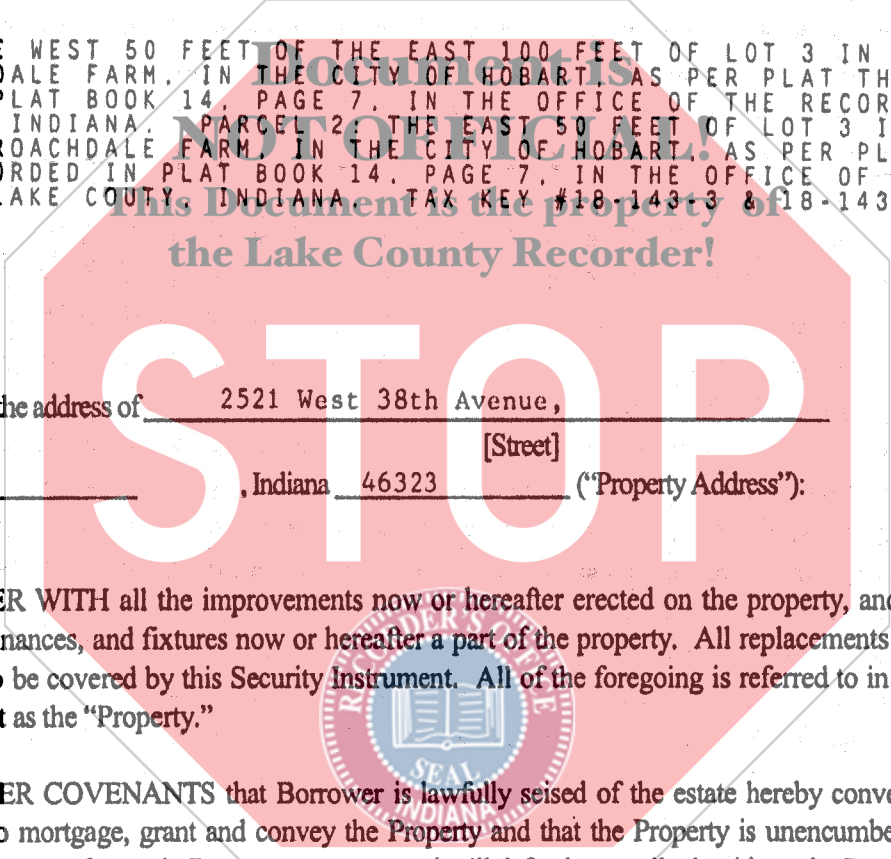 WEST 50 FEET OF THE EAST 100 FEET OF LOT 3 IN
DALE FARM, IN THE CITY OF HOBART, AS PER PLAT TH
PLAT BOOK 14, PAGE 7, IN THE OFFICE OF THE RECOR
INDIANA. PARCEL 2: THE EAST 50 FEET OF LOT 3 I
ROACHDALE FARM, IN THE CITY OF HOBART, AS PER PL
ORDED IN PLAT BOOK 14, PAGE 7, IN THE OFFICE OF
LAKE COUTY, INDIANA. TAX KEY #18-143-3 & 18-143
Document is
NOT OFFICIAL!
This Document is the property of
the Lake County Recorder!
STOP
he address of 2521 West 38th Avenue,
[Street]
, Indiana 46323 ("Property Address"):
ER WITH all the improvements now or hereafter erected on the property, and
nances, and fixtures now or hereafter a part of the property. All replacements
o be covered by this Security Instrument. All of the foregoing is referred to in
t as the "Property."
RECORDER'S OFFICE
SEAL
INDIANA
ER COVENANTS that Borrower is lawfully seised of the estate hereby conve
o mortgage, grant and convey the Property and that the Property is unencumbe